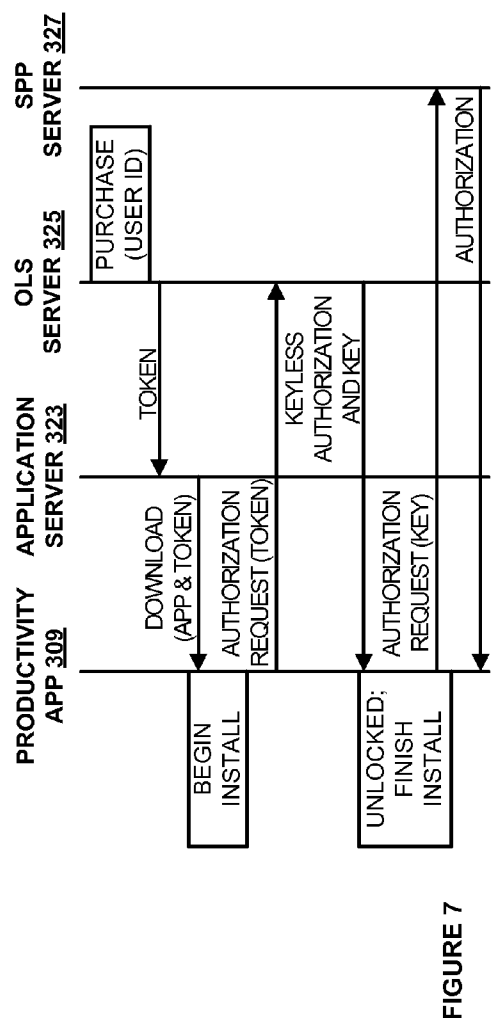 PRODUCTIVITY
APP 309
APPLICATION
SERVER 323
OLS
SERVER 325
SPP
SERVER 327
PURCHASE
(USER ID)
TOKEN
DOWNLOAD
(APP & TOKEN)
BEGIN
INSTALL
AUTHORIZATION
REQUEST (TOKEN)
KEYLESS
AUTHORIZATION
AND KEY
UNLOCKED;
FINISH
INSTALL
AUTHORIZATION
REQUEST (KEY)
AUTHORIZATION
FIGURE 7